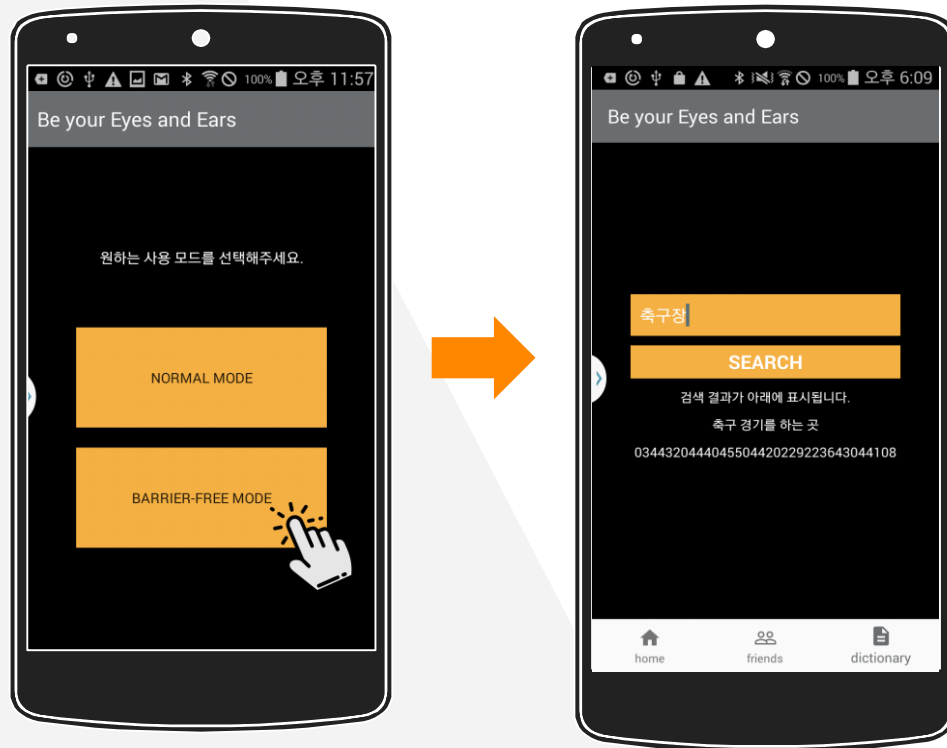 100% 오후 11:57
Be your Eyes and Ears
원하는 사용 모드를 선택해주세요.
NORMAL MODE
BARRIER-FREE MODE
100% 오후 6:09
Be your Eyes and Ears
축구장
SEARCH
검색 결과가 아래에 표시됩니다.
축구 경기를 하는 곳
034432044404550442022922364304410​8
home friends dictionary